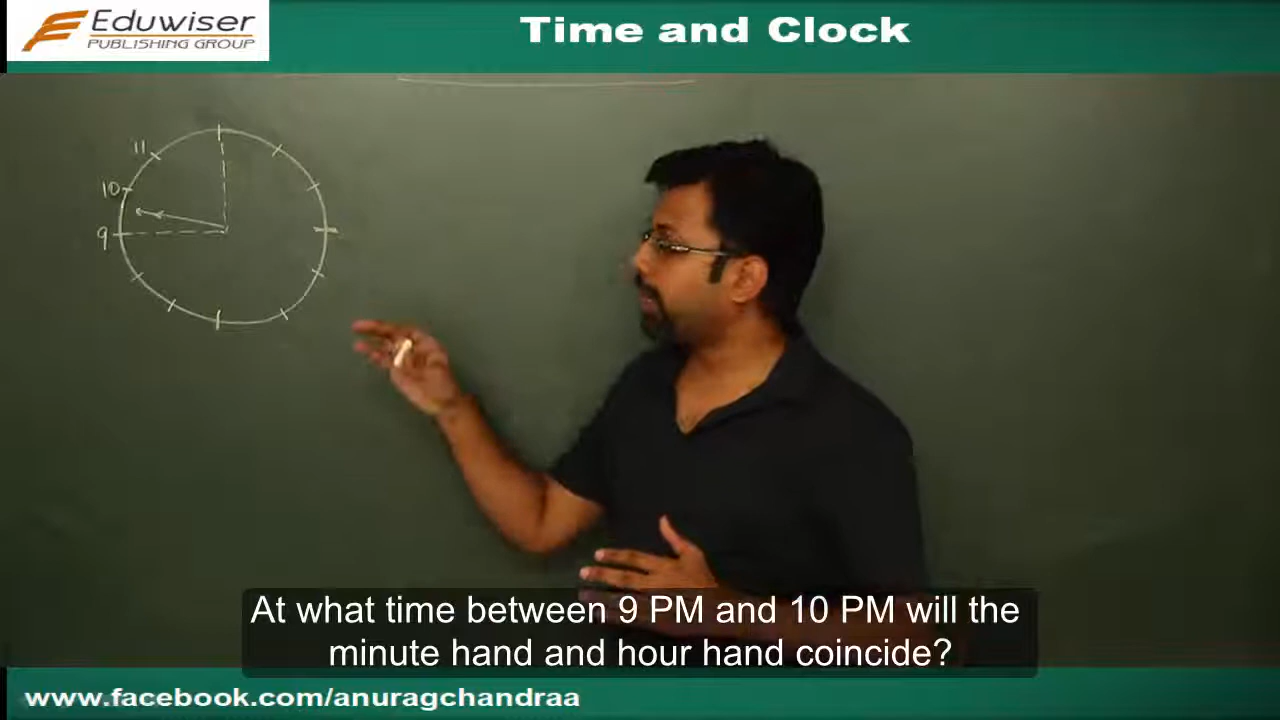 Eduwiser
PUBLISHING GROUP
Time and Clock
11
10
9
At what time between 9 PM and 10 PM will the
minute hand and hour hand coincide?
www.facebook.com/anuragchandraa